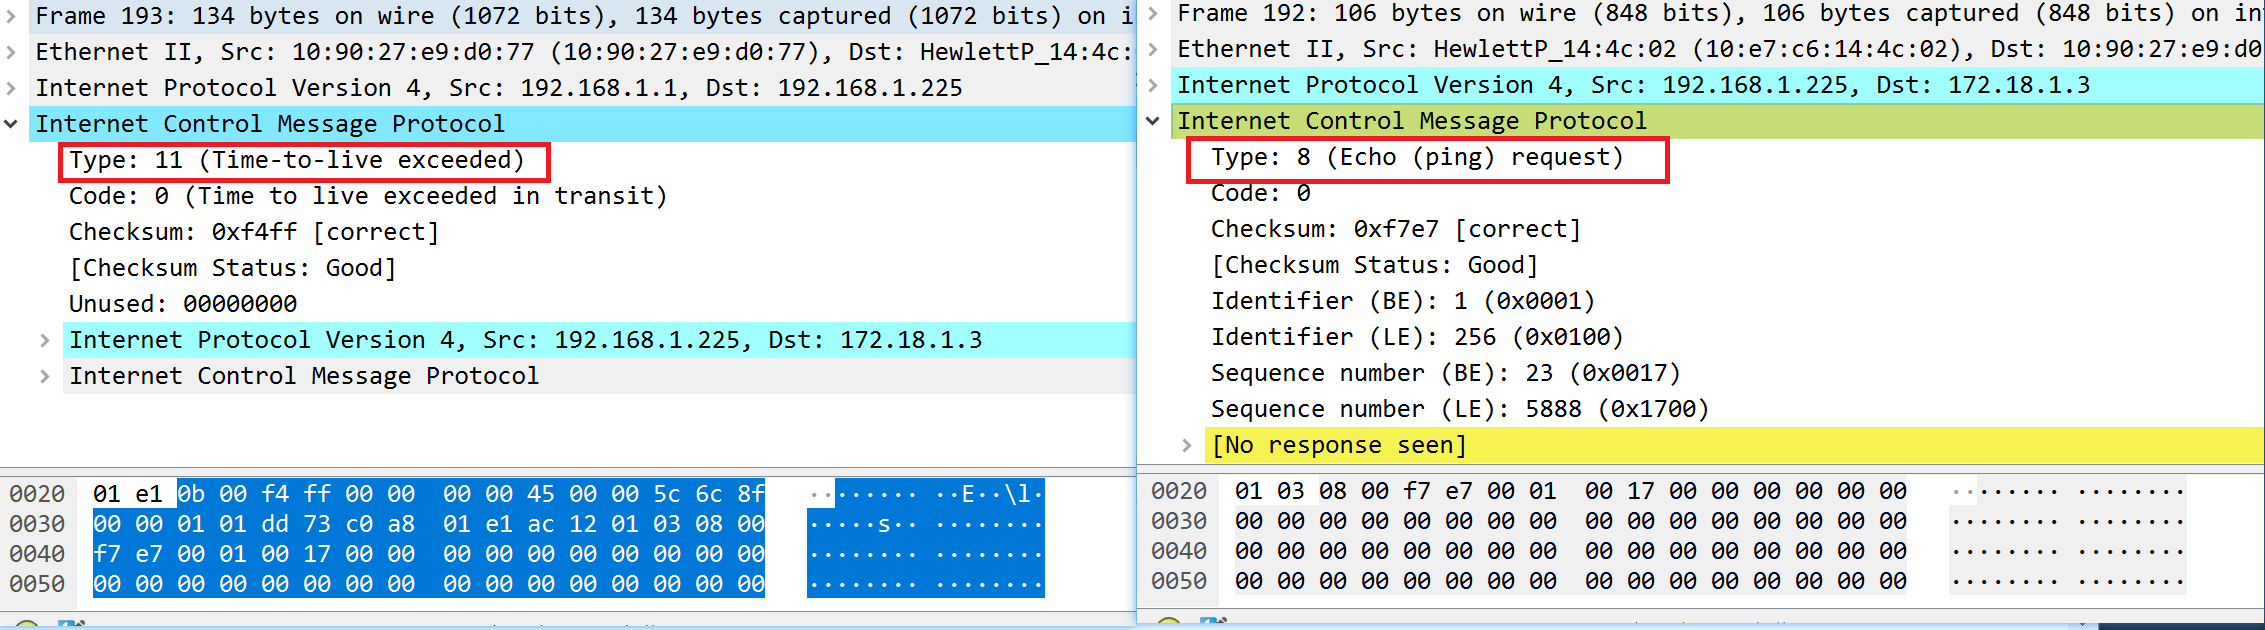 Frame 193: 134 bytes on wire (1072 bits), 134 bytes captured (1072 bits) on i
Ethernet II, Src: 10:90:27:e9:d0:77 (10:90:27:e9:d0:77), Dst: HewlettP_14:4c:
Internet Protocol Version 4, Src: 192.168.1.1, Dst: 192.168.1.225
Internet Control Message Protocol
Type: 11 (Time-to-live exceeded)
Code: 0 (Time to live exceeded in transit)
Checksum: 0xf4ff [correct]
[Checksum Status: Good]
Unused: 00000000
Internet Protocol Version 4, Src: 192.168.1.225, Dst: 172.18.1.3
Internet Control Message Protocol
0020 01 e1 0b 00 f4 ff 00 00 00 00 45 00 00 5c 6c 8f ········ ··E··\l·
0030 00 00 01 01 dd 73 c0 a8 01 e1 ac 12 01 03 08 00 ·····s·· ········
0040 f7 e7 00 01 00 17 00 00 00 00 00 00 00 00 00 00 ········ ········
0050 00 00 00 00 00 00 00 00 00 00 00 00 00 00 00 00 ········ ········
Frame 192: 106 bytes on wire (848 bits), 106 bytes captured (848 bits) on in
Ethernet II, Src: HewlettP_14:4c:02 (10:e7:c6:14:4c:02), Dst: 10:90:27:e9:d0
Internet Protocol Version 4, Src: 192.168.1.225, Dst: 172.18.1.3
Internet Control Message Protocol
Type: 8 (Echo (ping) request)
Code: 0
Checksum: 0xf7e7 [correct]
[Checksum Status: Good]
Identifier (BE): 1 (0x0001)
Identifier (LE): 256 (0x0100)
Sequence number (BE): 23 (0x0017)
Sequence number (LE): 5888 (0x1700)
[No response seen]
0020 01 03 08 00 f7 e7 00 01 00 17 00 00 00 00 00 00 ········ ········
0030 00 00 00 00 00 00 00 00 00 00 00 00 00 00 00 00 ········ ········
0040 00 00 00 00 00 00 00 00 00 00 00 00 00 00 00 00 ········ ········
0050 00 00 00 00 00 00 00 00 00 00 00 00 00 00 00 00 ········ ········